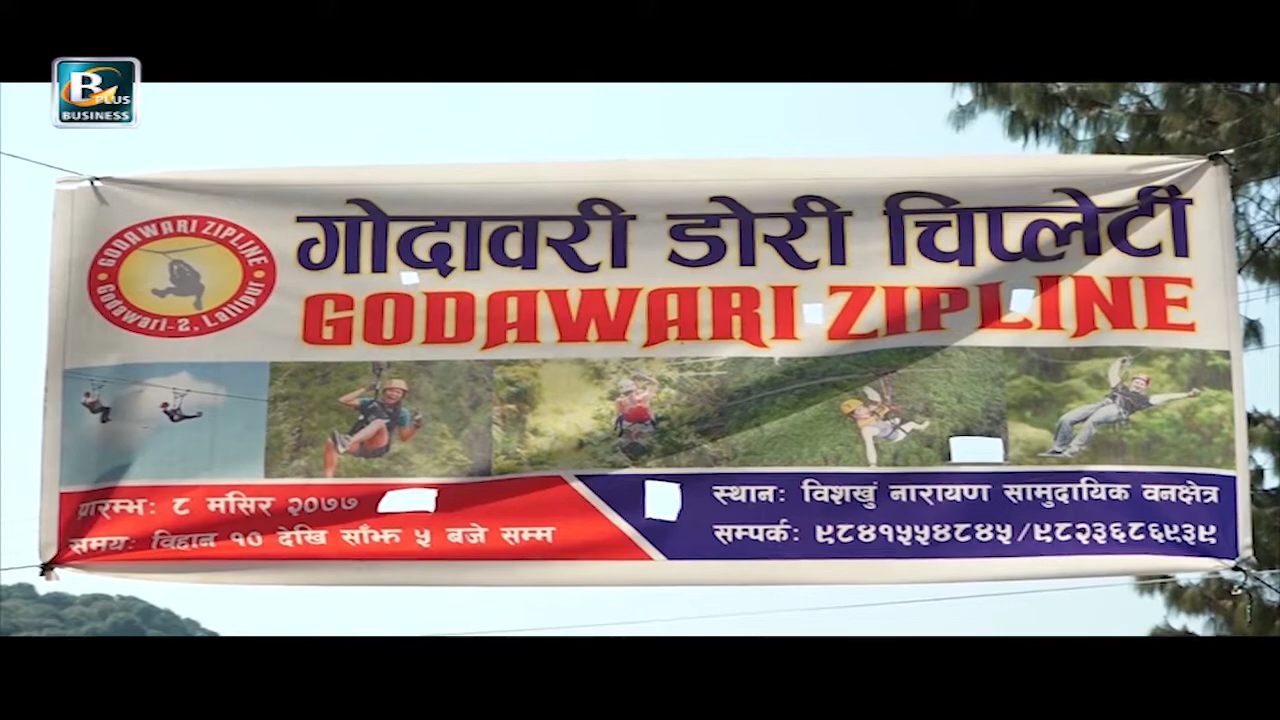 B PLUS
BUSINESS
GODAWARI ZIPLINE
Godawari-2, Lalitpur
गोदावरी डोरी चिप्लेटी
GODAWARI ZIPLINE
प्रारम्भः ८ मंसिर २०७७
समयः विहान १० देखि साँझ ५ बजे सम्म
स्थानः विशखुं नारायण सामुदायिक वनक्षेत्र
सम्पर्कः ९८४१५५४८४५/९८२३६८६९३९